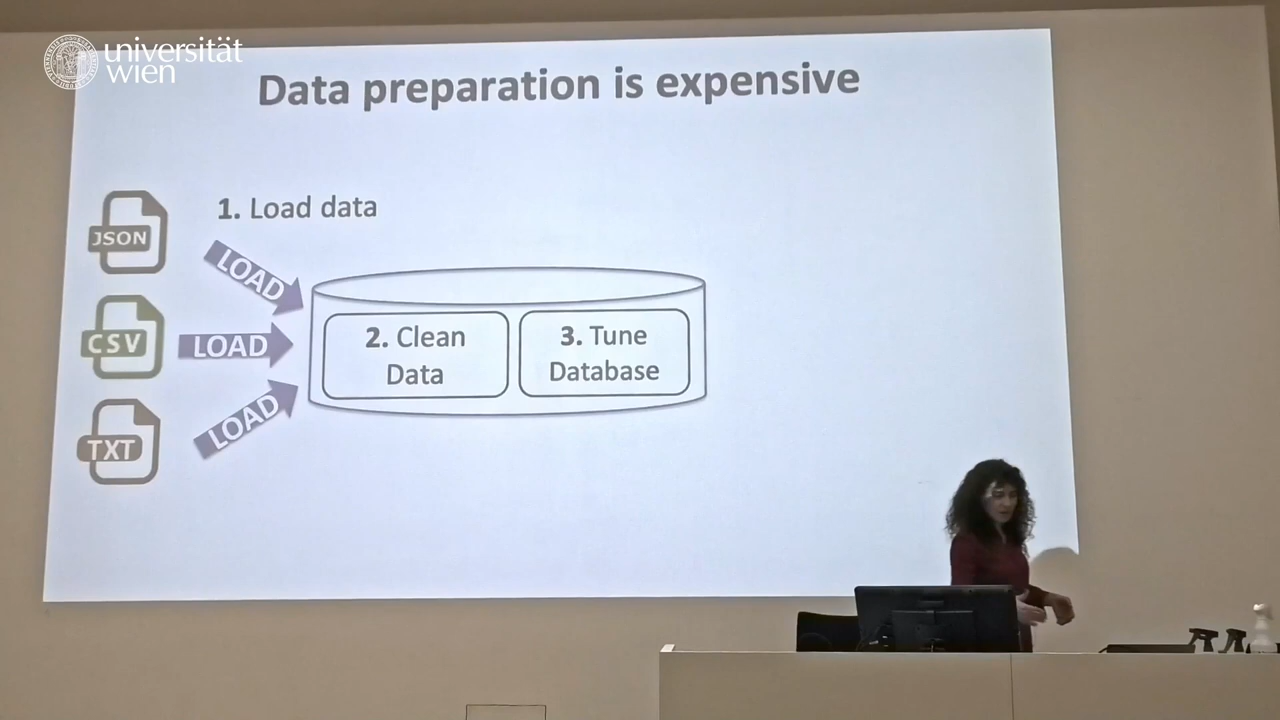 universität
wien
Data preparation is expensive
1. Load data
JSON
LOAD
CSV
LOAD
2. Clean
Data
3. Tune
Database
TXT
LOAD